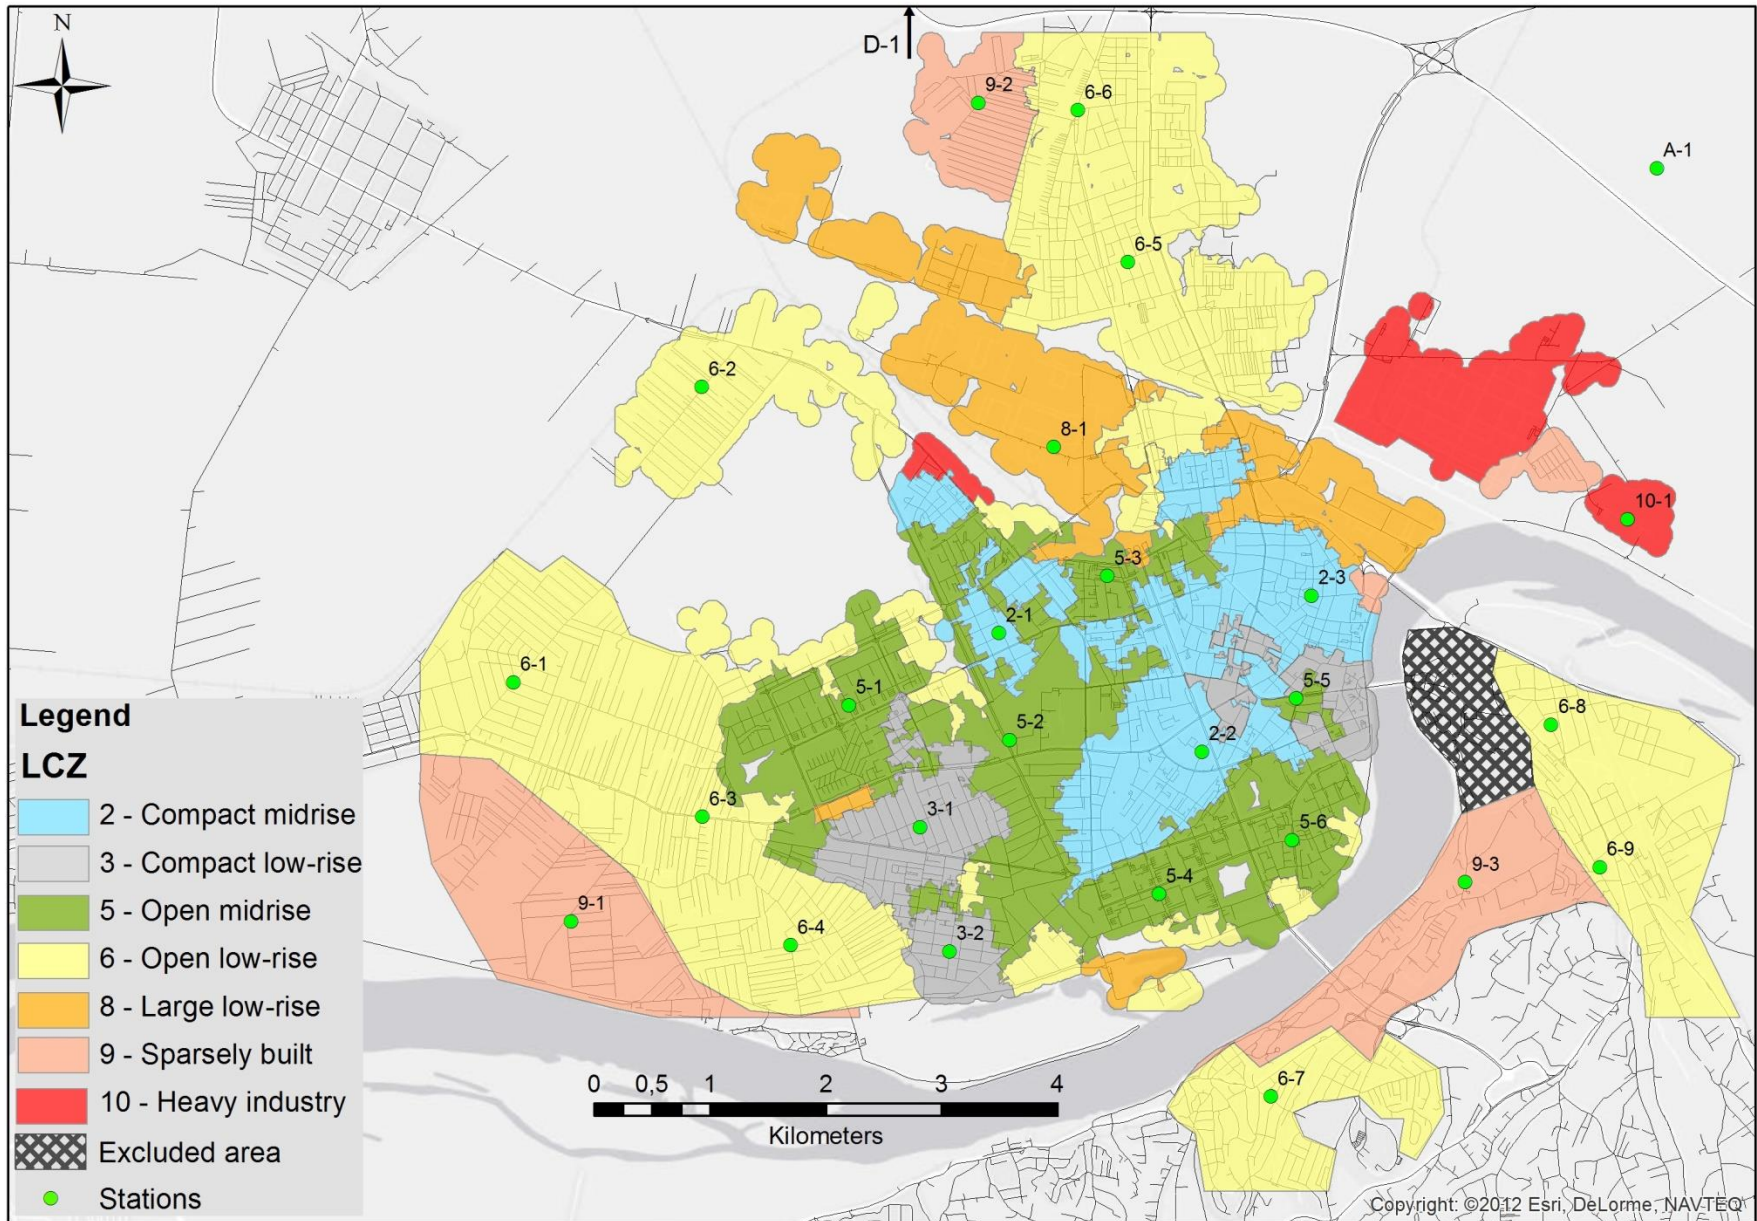 N
D-1
9-2
6-6
A-1
6-5
6-2
8-1
10-1
5-3
2-3
2-1
6-1
5-1
5-5
5-2
6-8
2-2
6-3
3-1
5-6
6-9
9-3
5-4
9-1
6-4
3-2
6-7
Legend
LCZ
2 - Compact midrise
3 - Compact low-rise
5 - Open midrise
6 - Open low-rise
8 - Large low-rise
9 - Sparsely built
10 - Heavy industry
Excluded area
Stations
0 0,5 1 2 3 4
Kilometers
Copyright: ©2012 Esri, DeLorme, NAVTEQ